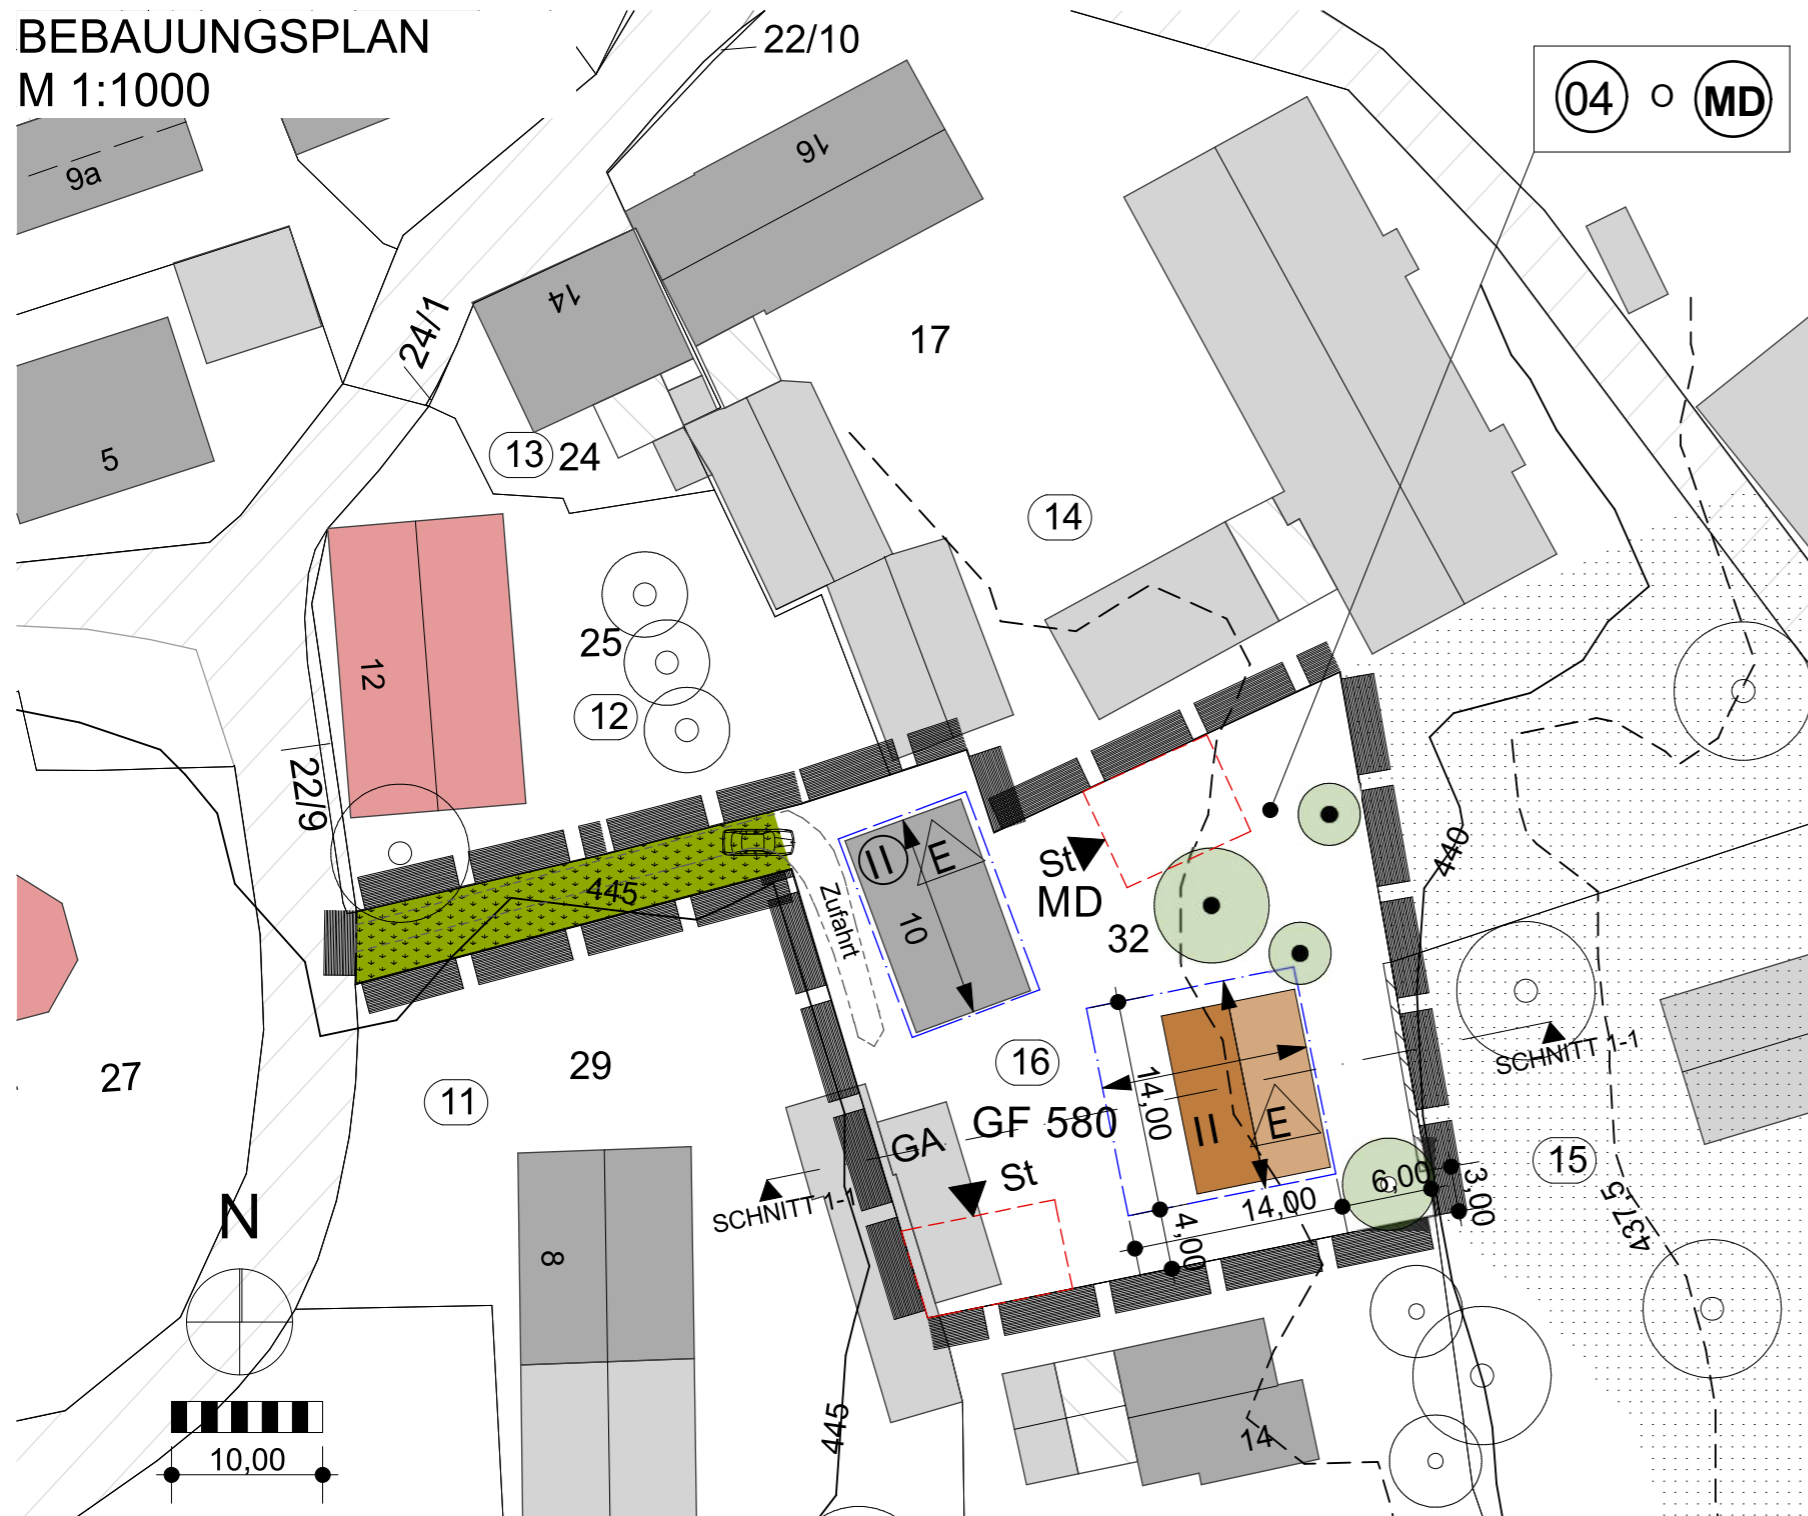 BEBAUUNGSPLAN
M 1:1000
22/10
04 O MD
9a
16
14
24/1
17
5
13 24
14
12
25
12
22/9
445
Zufahrt
II E
10
St
MD
32
440
27
11
29
16
14,00
GF 580
II E
SCHNITT 1-1
15
GA
St
SCHNITT 1-1
6,00
3,00
14,00
4,00
437,5
N
8
445
14
10,00